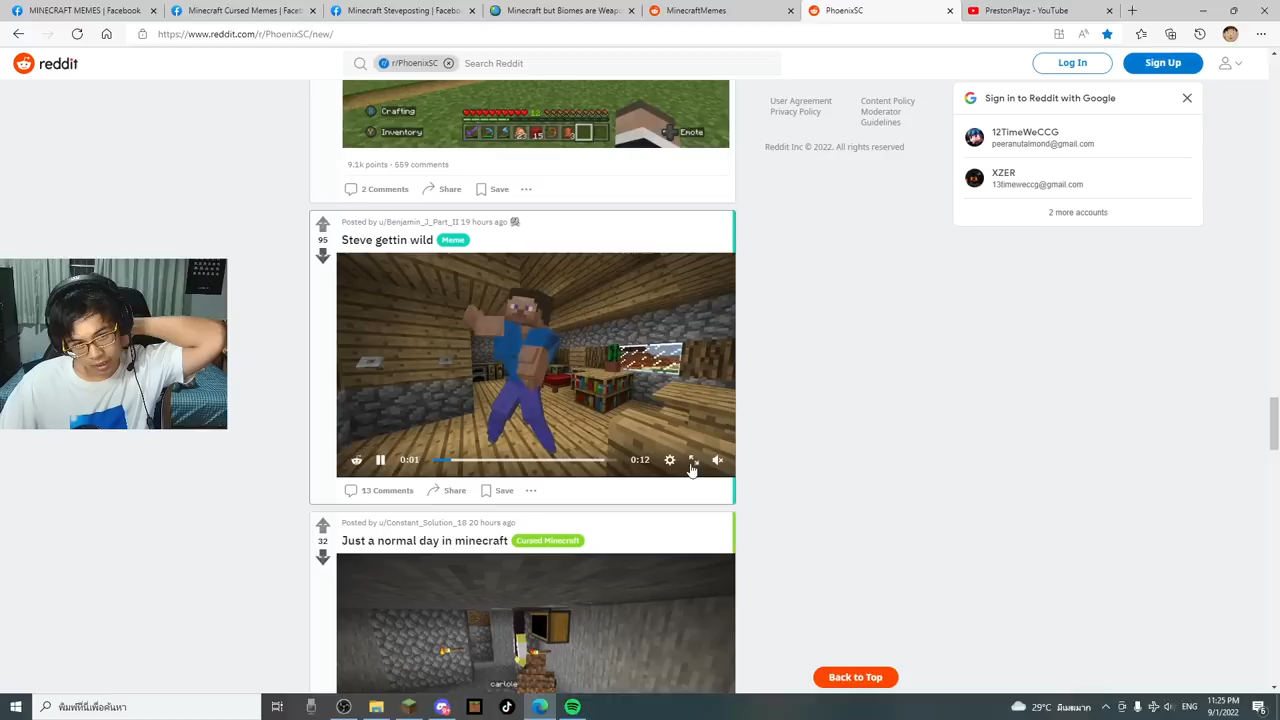 MINECRAFT MEMES | Facebook
Minecraft Cursed Memes | Facebo
Minecraft Steveposting | Facebo
Minecraft but Biomes are Weapo
MinecraftMemes
PhoenixSC
PrestonPlayz - YouTube
https://www.reddit.com/r/PhoenixSC/new/
reddit
r/PhoenixSC
Search Reddit
Log In
Sign Up
Crafting
Inventory
12
23
15
Emote
9.1k points · 559 comments
2 Comments
Share
Save
User Agreement
Privacy Policy
Content Policy
Moderator
Guidelines
Reddit Inc © 2022. All rights reserved
Sign in to Reddit with Google
12TimeWeCCG
peeranutalmond@gmail.com
XZER
13timeweccg@gmail.com
2 more accounts
Posted by u/Benjamin_J_Part_II 19 hours ago
95
Steve gettin wild
Meme
0:01
0:12
13 Comments
Share
Save
Posted by u/Constant_Solution_18 20 hours ago
32
Just a normal day in minecraft
Cursed Minecraft
carlole
Back to Top
พิมพ์ที่นี่เพื่อค้นหา
29°C
ENG
11:25 PM
9/1/2022